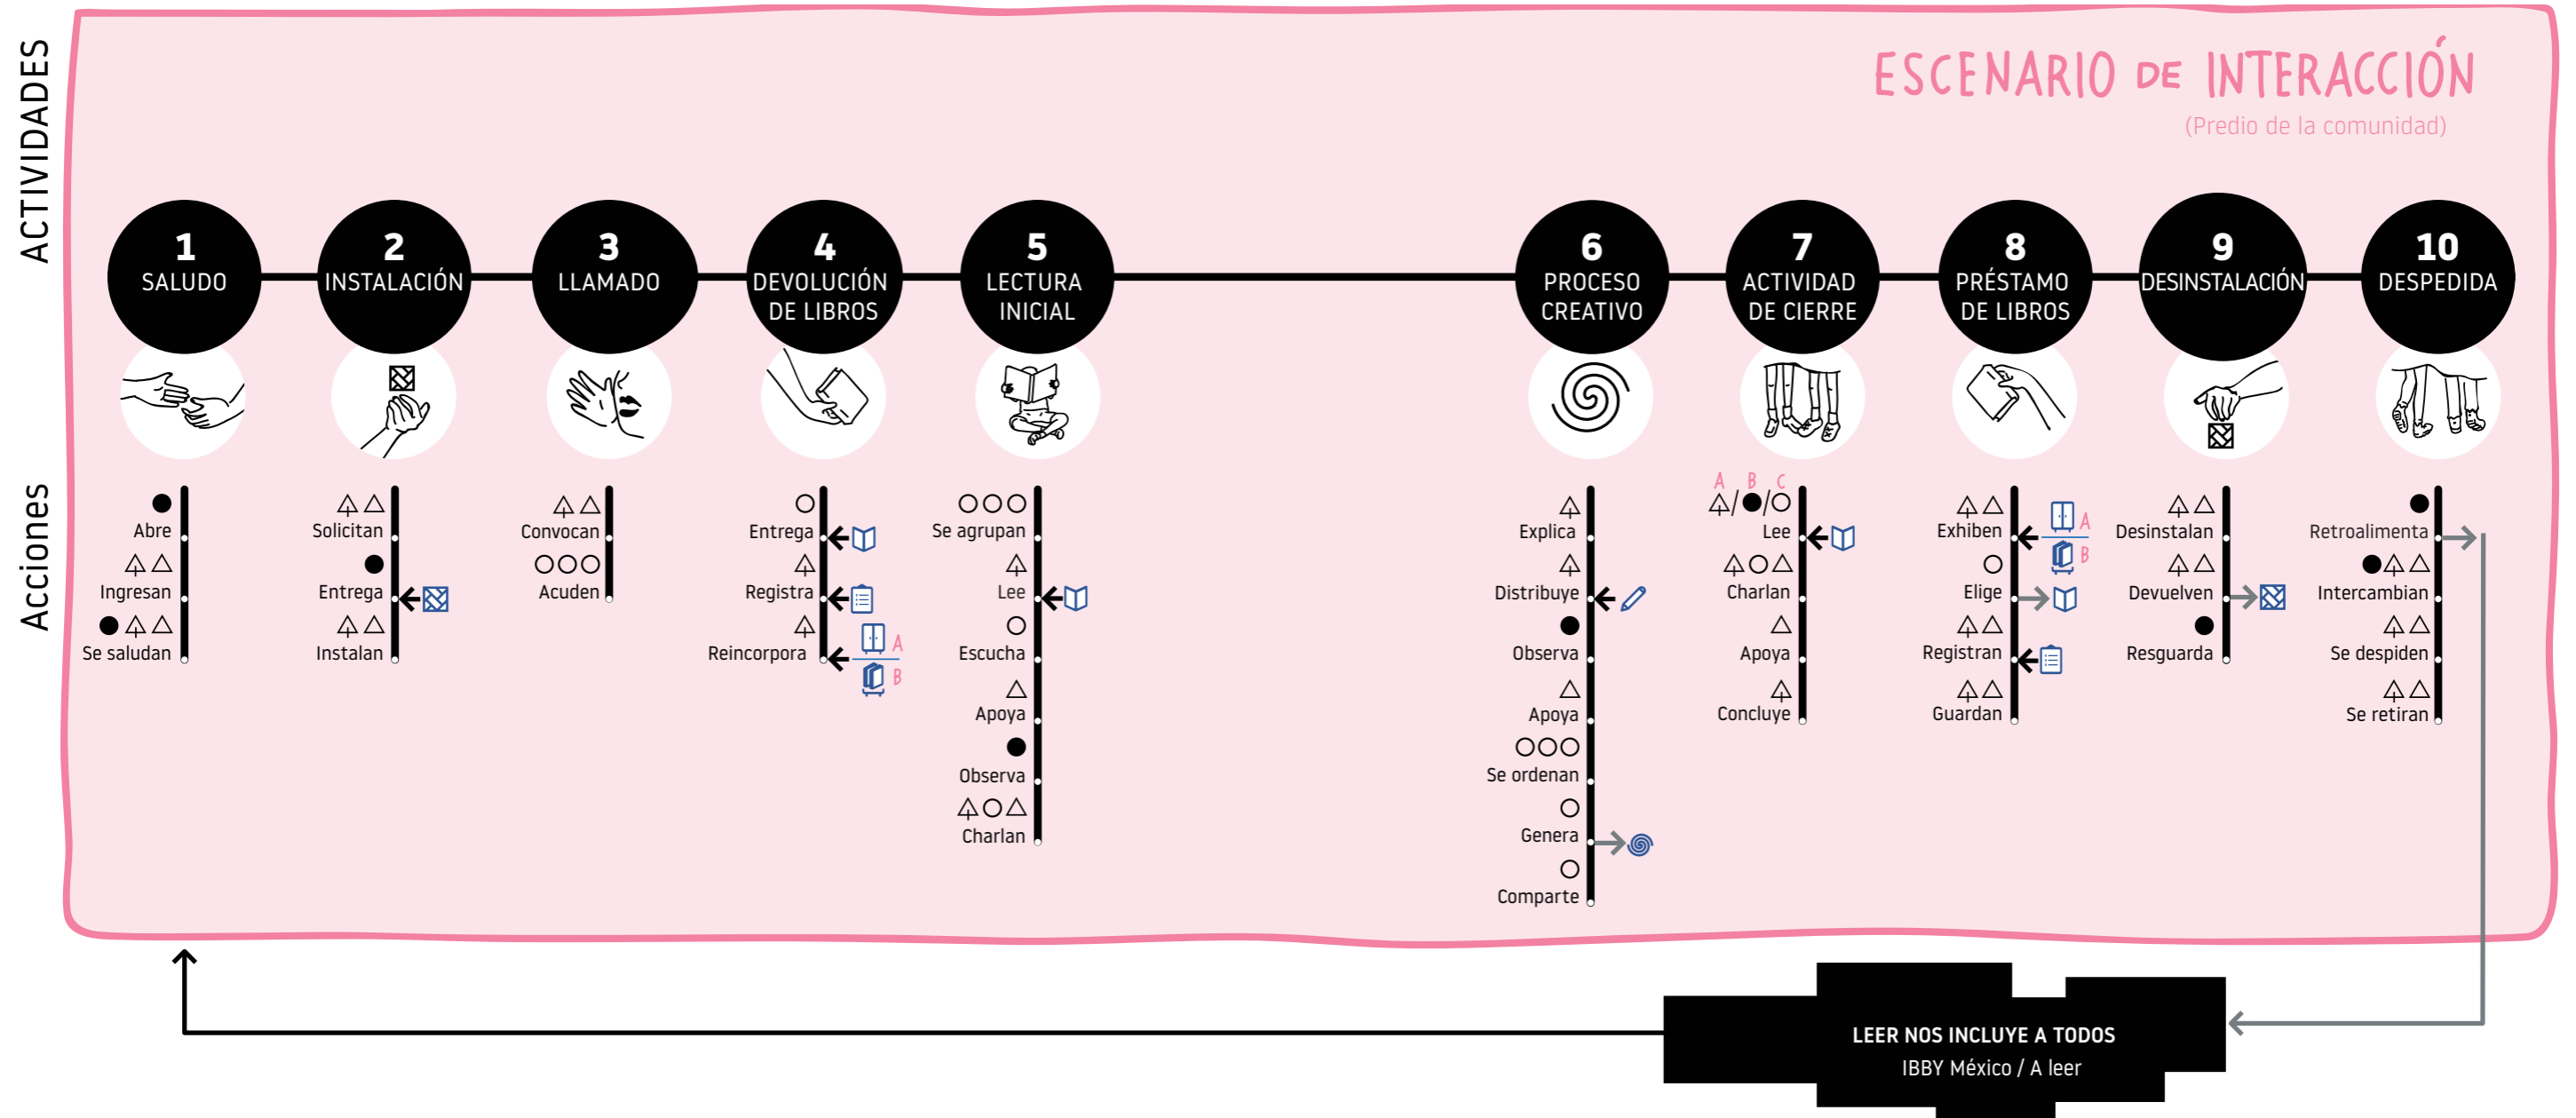 ACTIVIDADES
Acciones
ESCENARIO DE INTERACCIÓN
(Predio de la comunidad)
1
SALUDO
2
INSTALACIÓN
3
LLAMADO
4
DEVOLUCIÓN
DE LIBROS
5
LECTURA
INICIAL
6
PROCESO
CREATIVO
7
ACTIVIDAD
DE CIERRE
8
PRÉSTAMO
DE LIBROS
9
DESINSTALACIÓN
10
DESPEDIDA
Abre
Ingresan
Se saludan
Solicitan
Entrega
Instalan
Convocan
Acuden
Entrega
Registra
Reincorpora
A
B
Se agrupan
Lee
Escucha
Apoya
Observa
Charlan
Explica
Distribuye
Observa
Apoya
Se ordenan
Genera
Comparte
A B C
/ /
Lee
Charlan
Apoya
Concluye
Exhiben
A
B
Elige
Registran
Guardan
Desinstalan
Devuelven
Resguarda
Retroalimenta
Intercambian
Se despiden
Se retiran
LEER NOS INCLUYE A TODOS
IBBY México / A leer